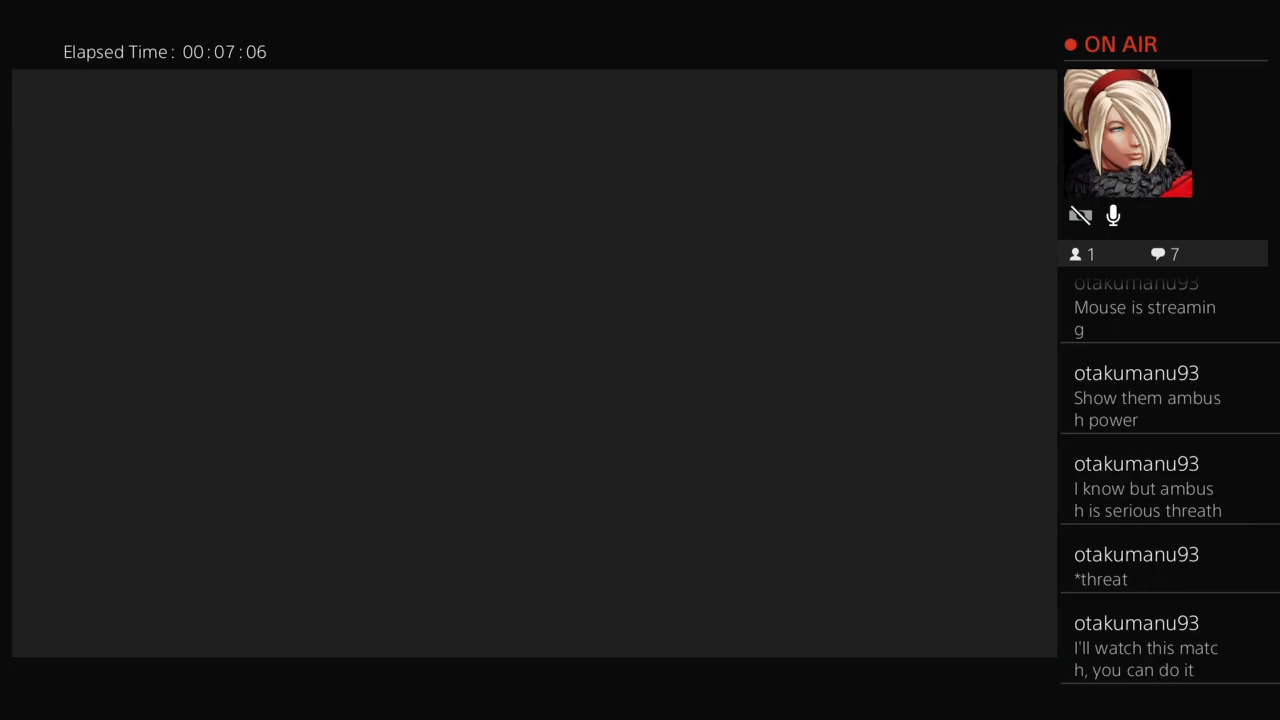 Elapsed Time: 00:07:06
ON AIR
1
7
otakumanu93
Mouse is streamin
g
otakumanu93
Show them ambus
h power
otakumanu93
I know but ambus
h is serious threath
otakumanu93
*threat
otakumanu93
I'll watch this matc
h, you can do it